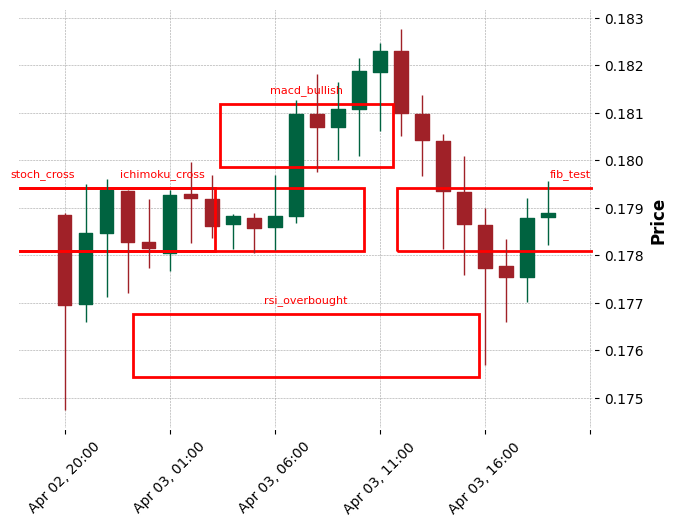 0.183
0.182
macd_bullish
0.181
0.180
stoch_cross
ichimoku_cross
fib_test
0.179
Price
0.178
0.177
rsi_overbought
0.176
0.175
Apr 02, 20:00
Apr 03, 01:00
Apr 03, 06:00
Apr 03, 11:00
Apr 03, 16:00